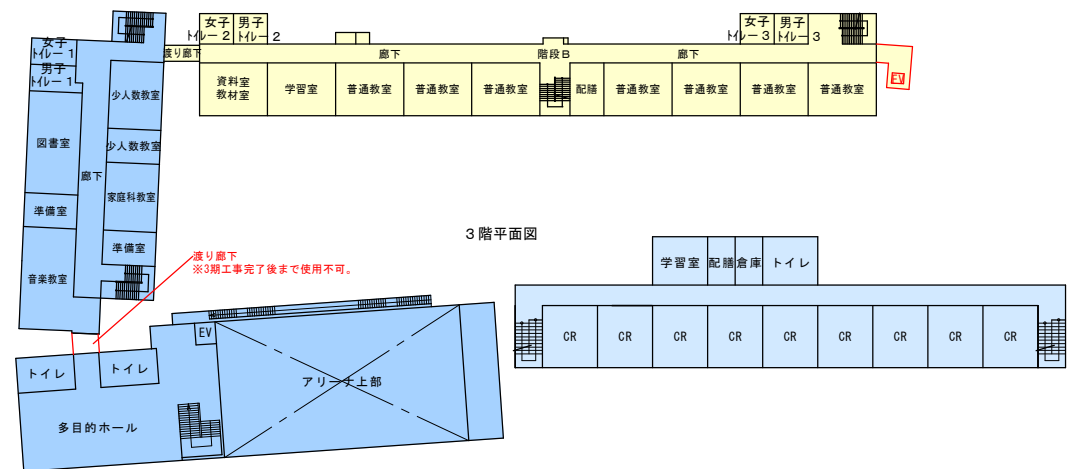 女子
トイレー２
男子
トイレー２
女子
トイレー３
男子
トイレー３
渡り廊下
廊下
階段Ｂ
廊下
EV
資料室
教材室
学習室
普通教室
普通教室
普通教室
配膳
普通教室
普通教室
普通教室
普通教室
女子
トイレー１
男子
トイレー１
少人数教室
図書室
少人数教室
廊下
家庭科教室
準備室
準備室
音楽教室
３階平面図
渡り廊下
※3期工事完了後まで使用不可。
学習室
配膳
倉庫
トイレ
CR
CR
CR
CR
CR
CR
CR
CR
CR
EV
トイレ
トイレ
アリーナ上部
多目的ホール